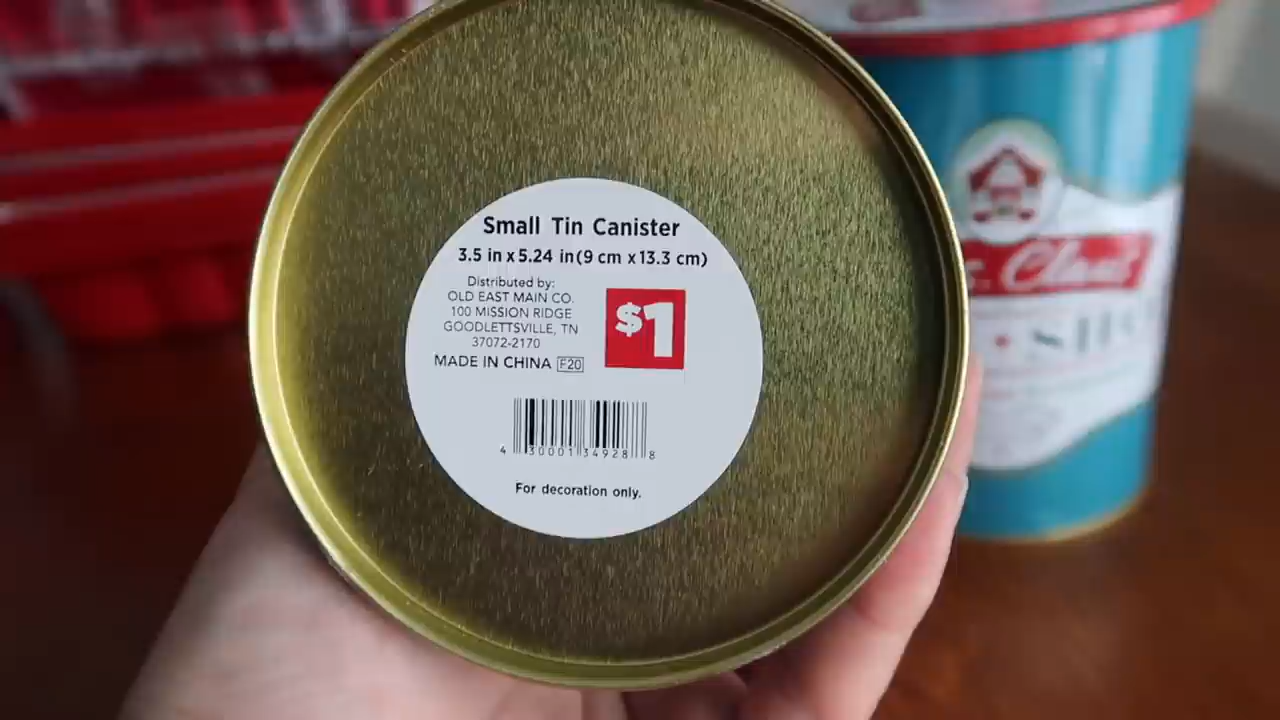 Small Tin Canister
3.5 in x 5.24 in (9 cm x 13.3 cm)
Distributed by:
OLD EAST MAIN CO.
100 MISSION RIDGE
GOODLETTSVILLE, TN
37072-2170
MADE IN CHINA F20
$1
4 30001 34928 8
For decoration only.
Claus